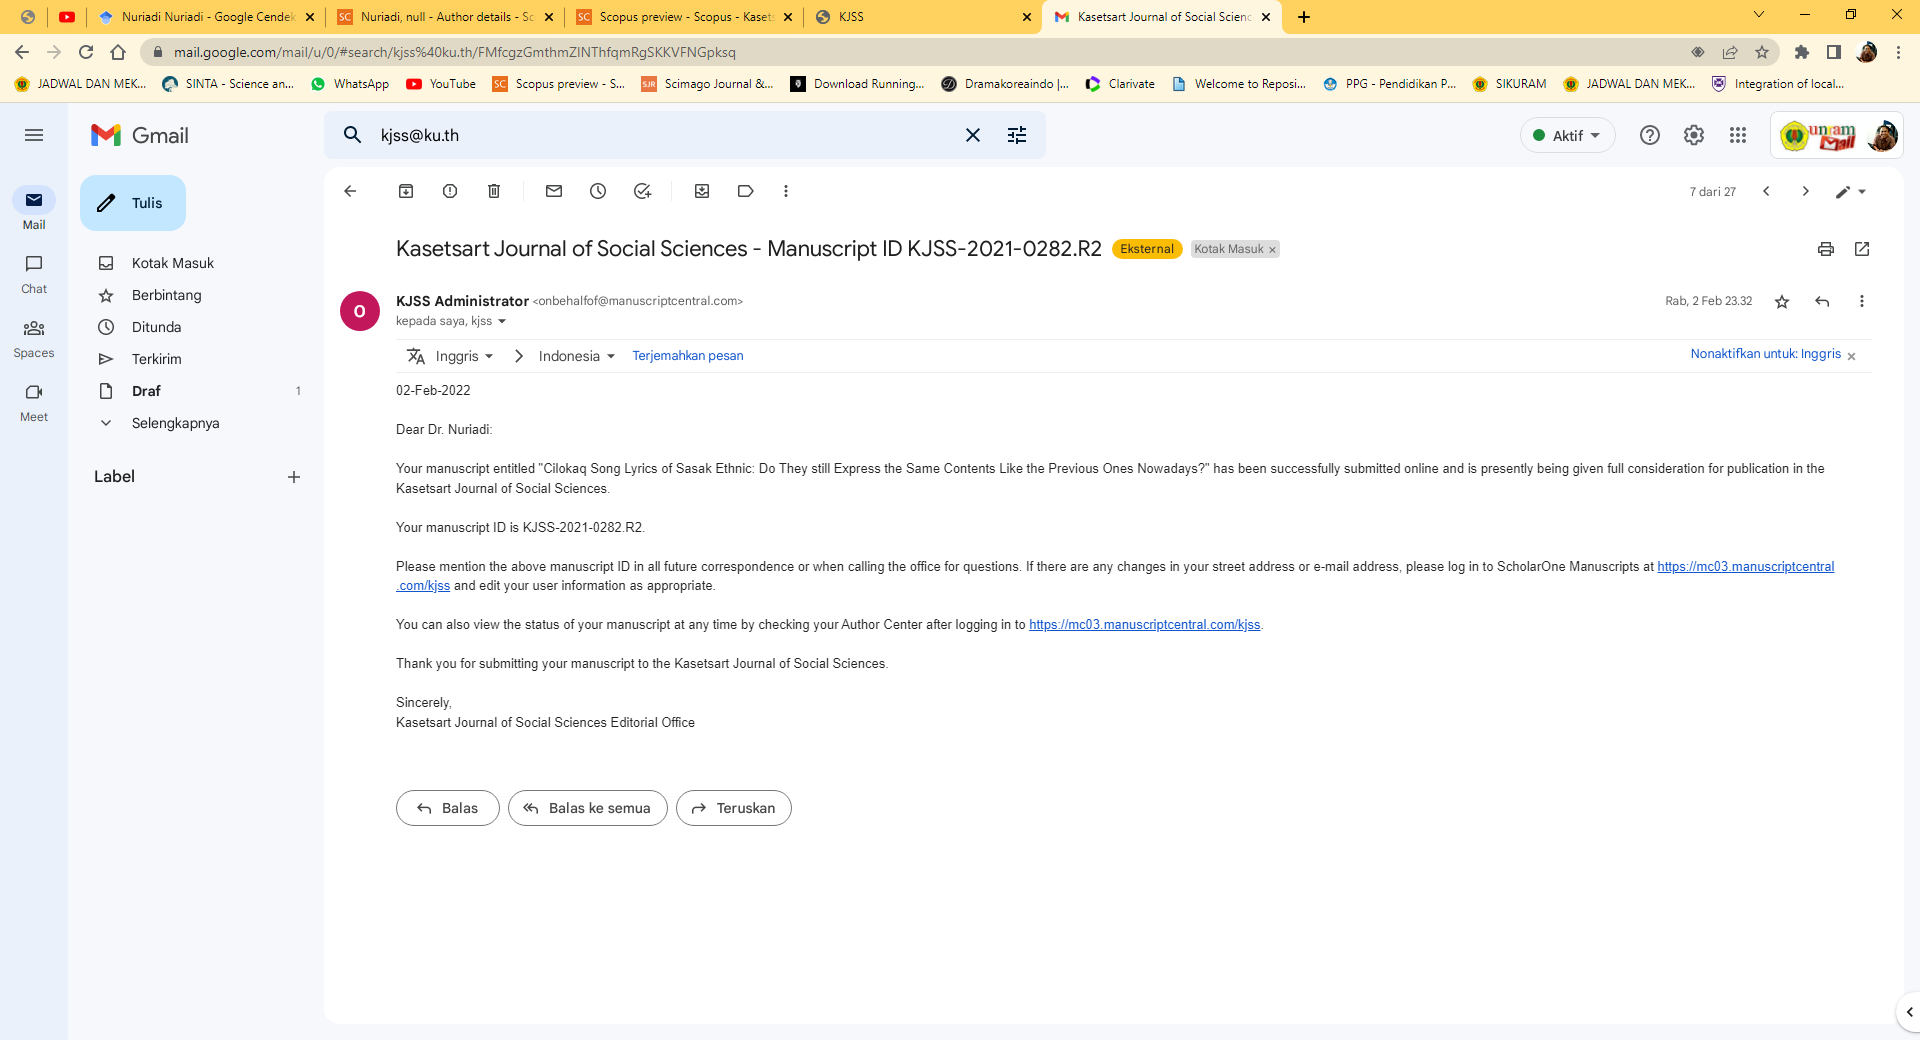 Nuriadi Nuriadi - Google Cendek
Nuriadi, null - Author details - Sc
Scopus preview - Scopus - Kaset
KJSS
Kasetsart Journal of Social Scienc
mail.google.com/mail/u/0/#search/kjss%40ku.th/FMfcgzGmthmZlNThfqmRgSKKVFNGpksq
JADWAL DAN MEK...
SINTA - Science an...
WhatsApp
YouTube
Scopus preview - S...
Scimago Journal &...
Download Running...
Dramakoreaindo |...
Clarivate
Welcome to Reposi...
PPG - Pendidikan P...
SIKURAM
JADWAL DAN MEK...
Integration of local...
Gmail
kjss@ku.th
Aktif
unram Mail
Mail
Chat
Spaces
Meet
Tulis
Kotak Masuk
Berbintang
Ditunda
Terkirim
Draf 1
Selengkapnya
Label
7 dari 27
Kasetsart Journal of Social Sciences - Manuscript ID KJSS-2021-0282.R2 Eksternal Kotak Masuk
O
KJSS Administrator <onbehalfof@manuscriptcentral.com> Rab, 2 Feb 23.32
kepada saya, kjss
Inggris Indonesia Terjemahkan pesan Nonaktifkan untuk: Inggris
02-Feb-2022
Dear Dr. Nuriadi:
Your manuscript entitled "Cilokaq Song Lyrics of Sasak Ethnic: Do They still Express the Same Contents Like the Previous Ones Nowadays?" has been successfully submitted online and is presently being given full consideration for publication in the
Kasetsart Journal of Social Sciences.
Your manuscript ID is KJSS-2021-0282.R2.
Please mention the above manuscript ID in all future correspondence or when calling the office for questions. If there are any changes in your street address or e-mail address, please log in to ScholarOne Manuscripts at https://mc03.manuscriptcentral
.com/kjss and edit your user information as appropriate.
You can also view the status of your manuscript at any time by checking your Author Center after logging in to https://mc03.manuscriptcentral.com/kjss.
Thank you for submitting your manuscript to the Kasetsart Journal of Social Sciences.
Sincerely,
Kasetsart Journal of Social Sciences Editorial Office
Balas
Balas ke semua
Teruskan